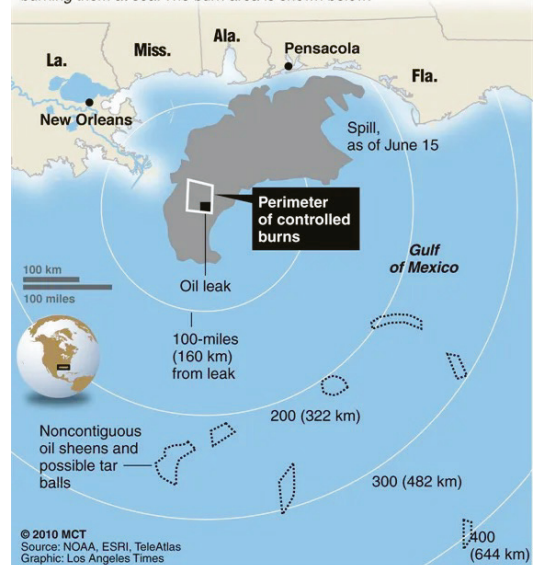 La.
Miss.
Ala.
Pensacola
Fla.
New Orleans
Spill,
as of June 15
Perimeter
of controlled
burns
Gulf
of Mexico
100 km
100 miles
Oil leak
100-miles
(160 km)
from leak
200 (322 km)
Noncontiguous
oil sheens and
possible tar
balls
300 (482 km)
400
(644 km)
© 2010 MCT
Source: NOAA, ESRI, TeleAtlas
Graphic: Los Angeles Times